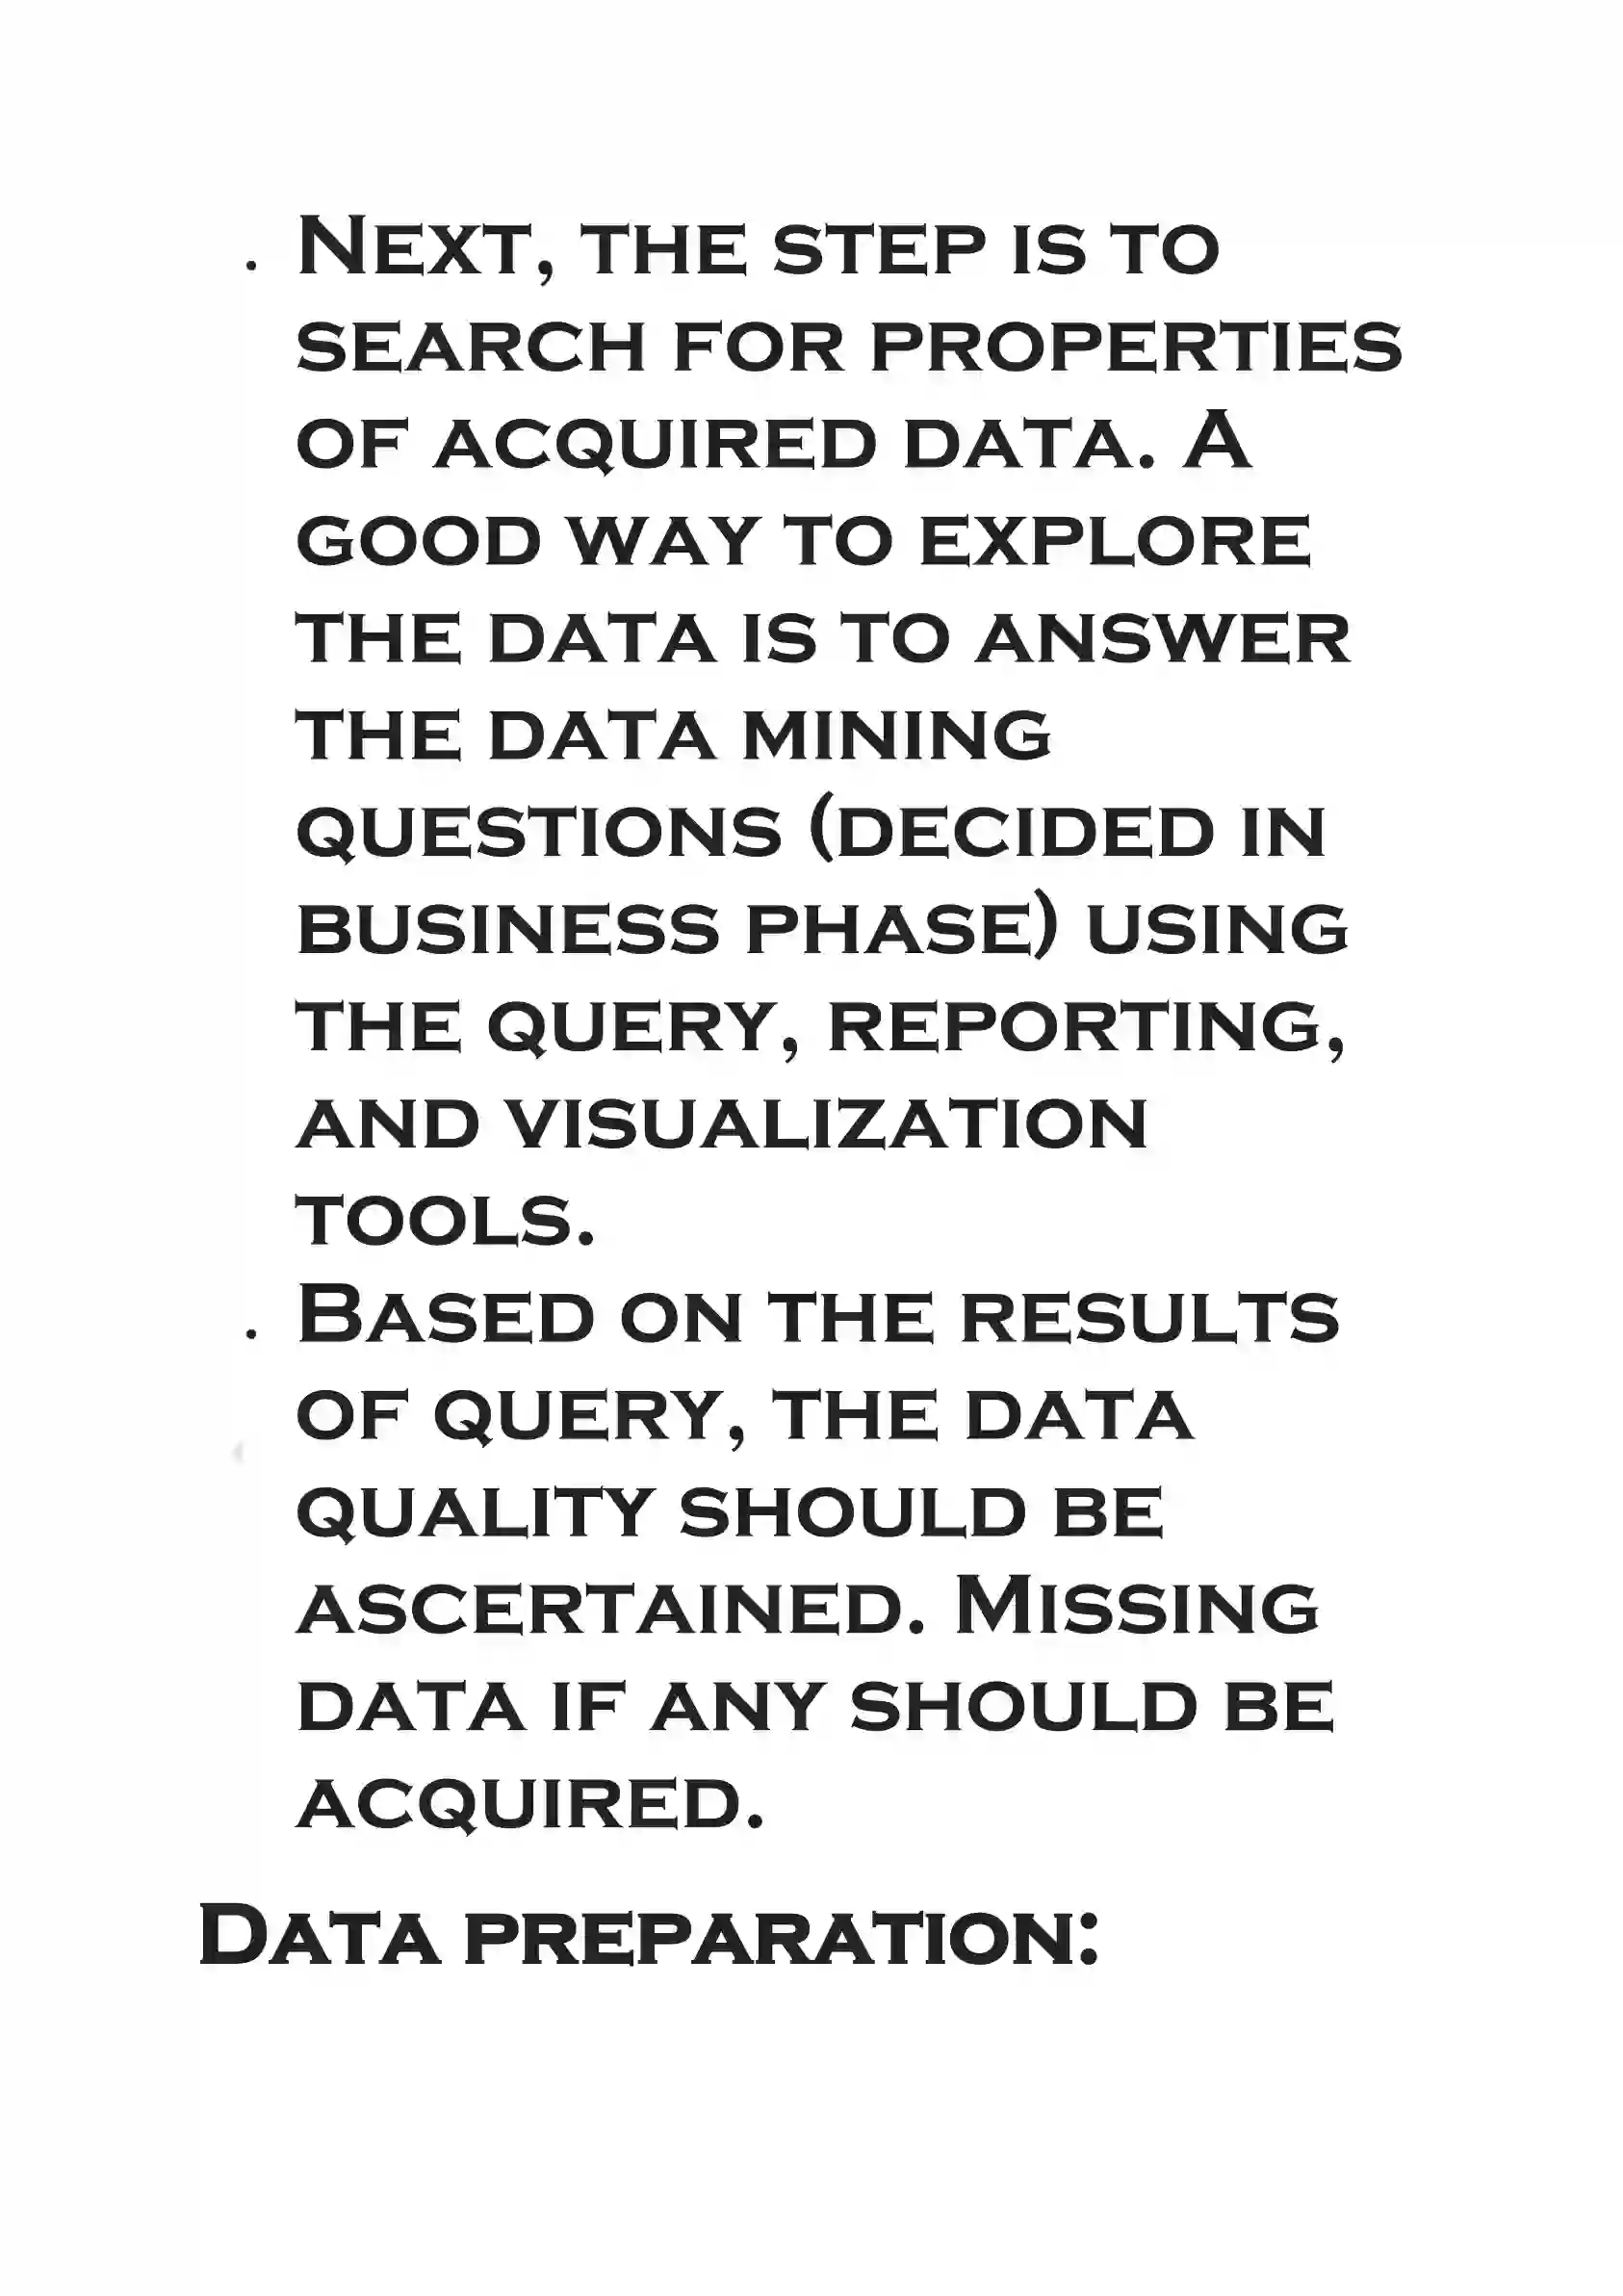 . Next, the step is to
search for properties
of acquired data. A
good way to explore
the data is to answer
the data mining
questions (decided in
business phase) using
the query, reporting,
and visualization
tools.
. Based on the results
of query, the data
quality should be
ascertained. Missing
data if any should be
acquired.
Data preparation: